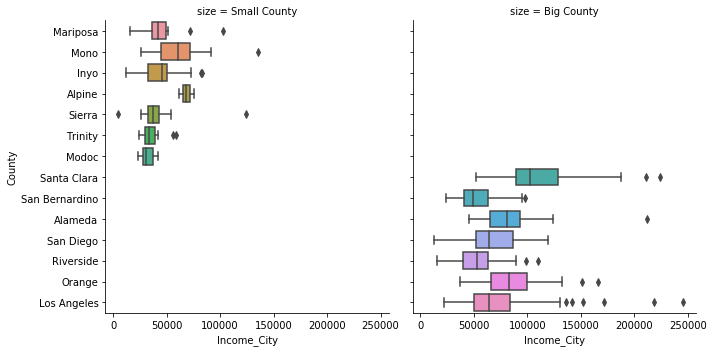 size = Small County
size = Big County
Mariposa
Mono
Inyo
Alpine
Sierra
Trinity
Modoc
Santa Clara
San Bernardino
Alameda
San Diego
Riverside
Orange
Los Angeles
County
0 50000 100000 150000 200000 250000
0 50000 100000 150000 200000 250000
Income_City
Income_City